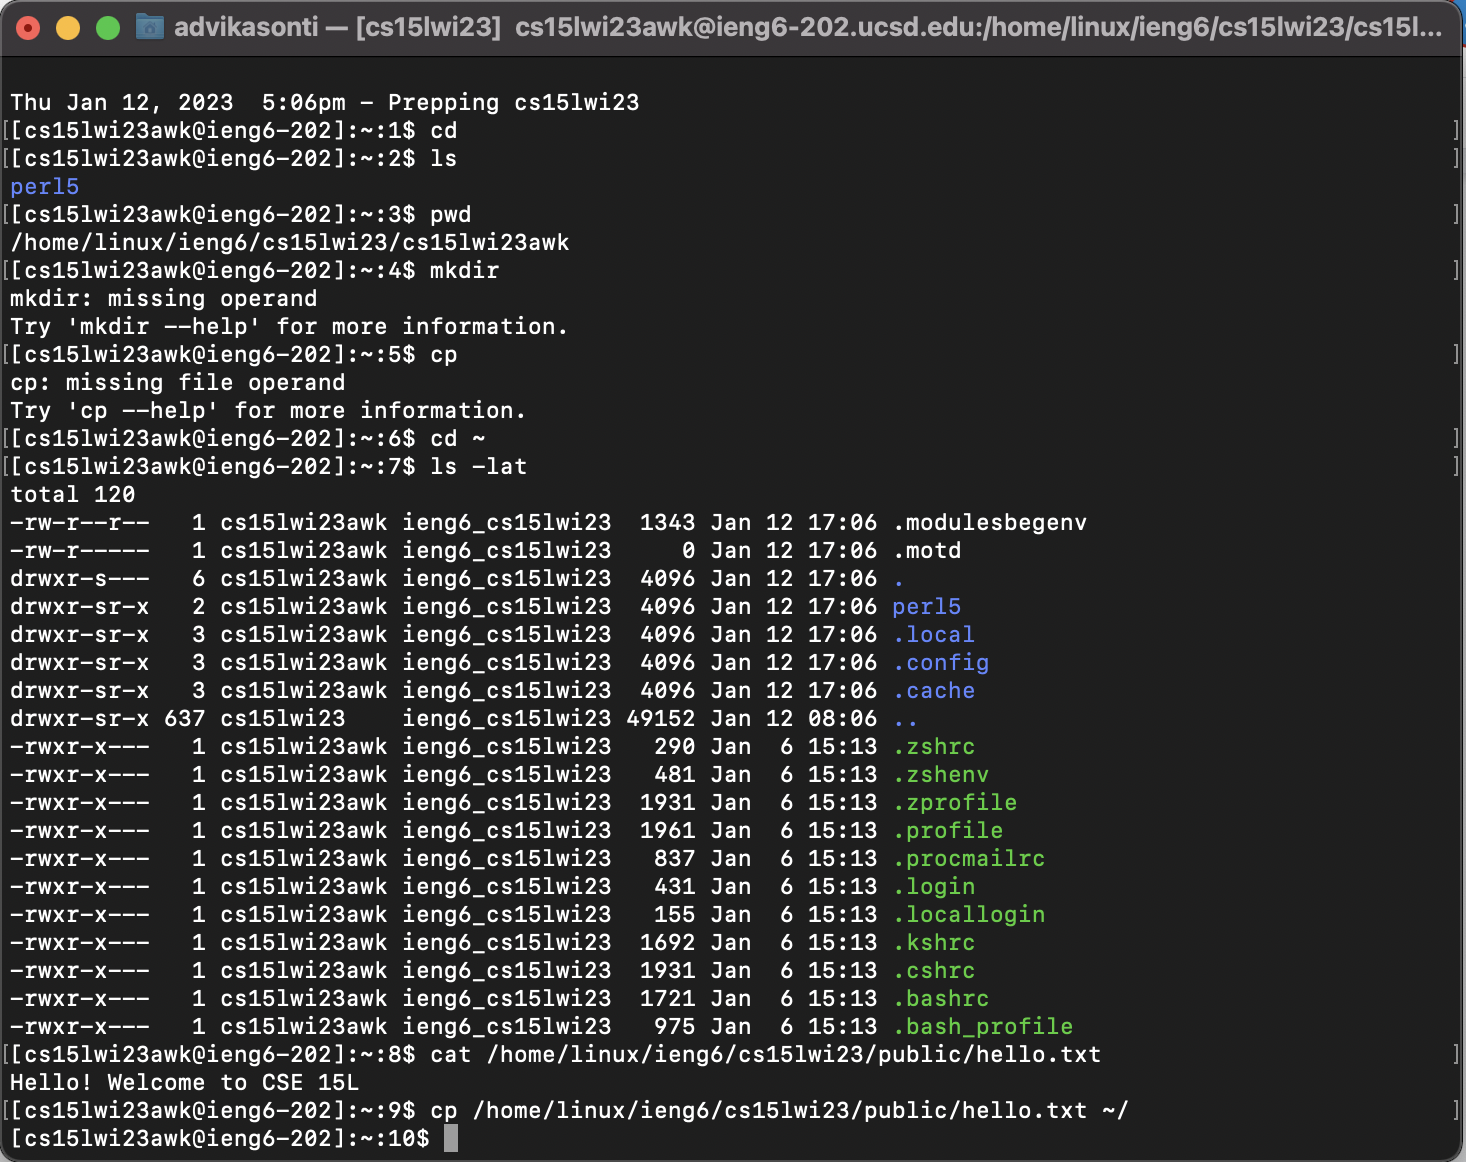 advikasonti — [cs15lwi23] cs15lwi23awk@ieng6-202.ucsd.edu:/home/linux/ieng6/cs15lwi23/cs15l...
Thu Jan 12, 2023  5:06pm - Prepping cs15lwi23
[[cs15lwi23awk@ieng6-202]:~:1$ cd ]
[[cs15lwi23awk@ieng6-202]:~:2$ ls ]
perl5
[[cs15lwi23awk@ieng6-202]:~:3$ pwd ]
/home/linux/ieng6/cs15lwi23/cs15lwi23awk
[[cs15lwi23awk@ieng6-202]:~:4$ mkdir ]
mkdir: missing operand
Try 'mkdir --help' for more information.
[[cs15lwi23awk@ieng6-202]:~:5$ cp ]
cp: missing file operand
Try 'cp --help' for more information.
[[cs15lwi23awk@ieng6-202]:~:6$ cd ~ ]
[[cs15lwi23awk@ieng6-202]:~:7$ ls -lat ]
total 120
-rw-r--r--   1 cs15lwi23awk ieng6_cs15lwi23  1343 Jan 12 17:06 .modulesbegenv
-rw-r-----   1 cs15lwi23awk ieng6_cs15lwi23     0 Jan 12 17:06 .motd
drwxr-s---   6 cs15lwi23awk ieng6_cs15lwi23  4096 Jan 12 17:06 .
drwxr-sr-x   2 cs15lwi23awk ieng6_cs15lwi23  4096 Jan 12 17:06 perl5
drwxr-sr-x   3 cs15lwi23awk ieng6_cs15lwi23  4096 Jan 12 17:06 .local
drwxr-sr-x   3 cs15lwi23awk ieng6_cs15lwi23  4096 Jan 12 17:06 .config
drwxr-sr-x   3 cs15lwi23awk ieng6_cs15lwi23  4096 Jan 12 17:06 .cache
drwxr-sr-x 637 cs15lwi23    ieng6_cs15lwi23 49152 Jan 12 08:06 ..
-rwxr-x---   1 cs15lwi23awk ieng6_cs15lwi23   290 Jan  6 15:13 .zshrc
-rwxr-x---   1 cs15lwi23awk ieng6_cs15lwi23   481 Jan  6 15:13 .zshenv
-rwxr-x---   1 cs15lwi23awk ieng6_cs15lwi23  1931 Jan  6 15:13 .zprofile
-rwxr-x---   1 cs15lwi23awk ieng6_cs15lwi23  1961 Jan  6 15:13 .profile
-rwxr-x---   1 cs15lwi23awk ieng6_cs15lwi23   837 Jan  6 15:13 .procmailrc
-rwxr-x---   1 cs15lwi23awk ieng6_cs15lwi23   431 Jan  6 15:13 .login
-rwxr-x---   1 cs15lwi23awk ieng6_cs15lwi23   155 Jan  6 15:13 .locallogin
-rwxr-x---   1 cs15lwi23awk ieng6_cs15lwi23  1692 Jan  6 15:13 .kshrc
-rwxr-x---   1 cs15lwi23awk ieng6_cs15lwi23  1931 Jan  6 15:13 .cshrc
-rwxr-x---   1 cs15lwi23awk ieng6_cs15lwi23  1721 Jan  6 15:13 .bashrc
-rwxr-x---   1 cs15lwi23awk ieng6_cs15lwi23   975 Jan  6 15:13 .bash_profile
[[cs15lwi23awk@ieng6-202]:~:8$ cat /home/linux/ieng6/cs15lwi23/public/hello.txt ]
Hello! Welcome to CSE 15L
[[cs15lwi23awk@ieng6-202]:~:9$ cp /home/linux/ieng6/cs15lwi23/public/hello.txt ~/ ]
[cs15lwi23awk@ieng6-202]:~:10$